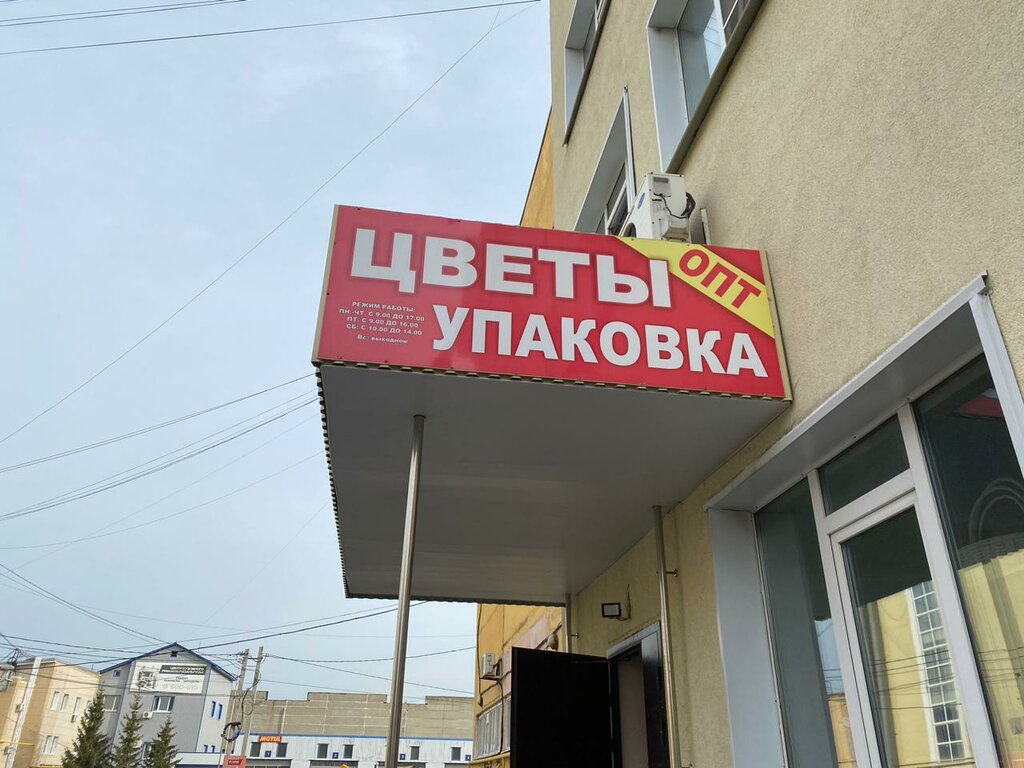 ЦВЕТЫ
ОПТ
УПАКОВКА
РЕЖИМ РАБОТЫ:
ПН.-ЧТ. С 9.00 ДО 17.00
ПТ. С 9.00 ДО 16.00
СБ: С 10.00 ДО 14.00
Вс: выходной
MOTUL